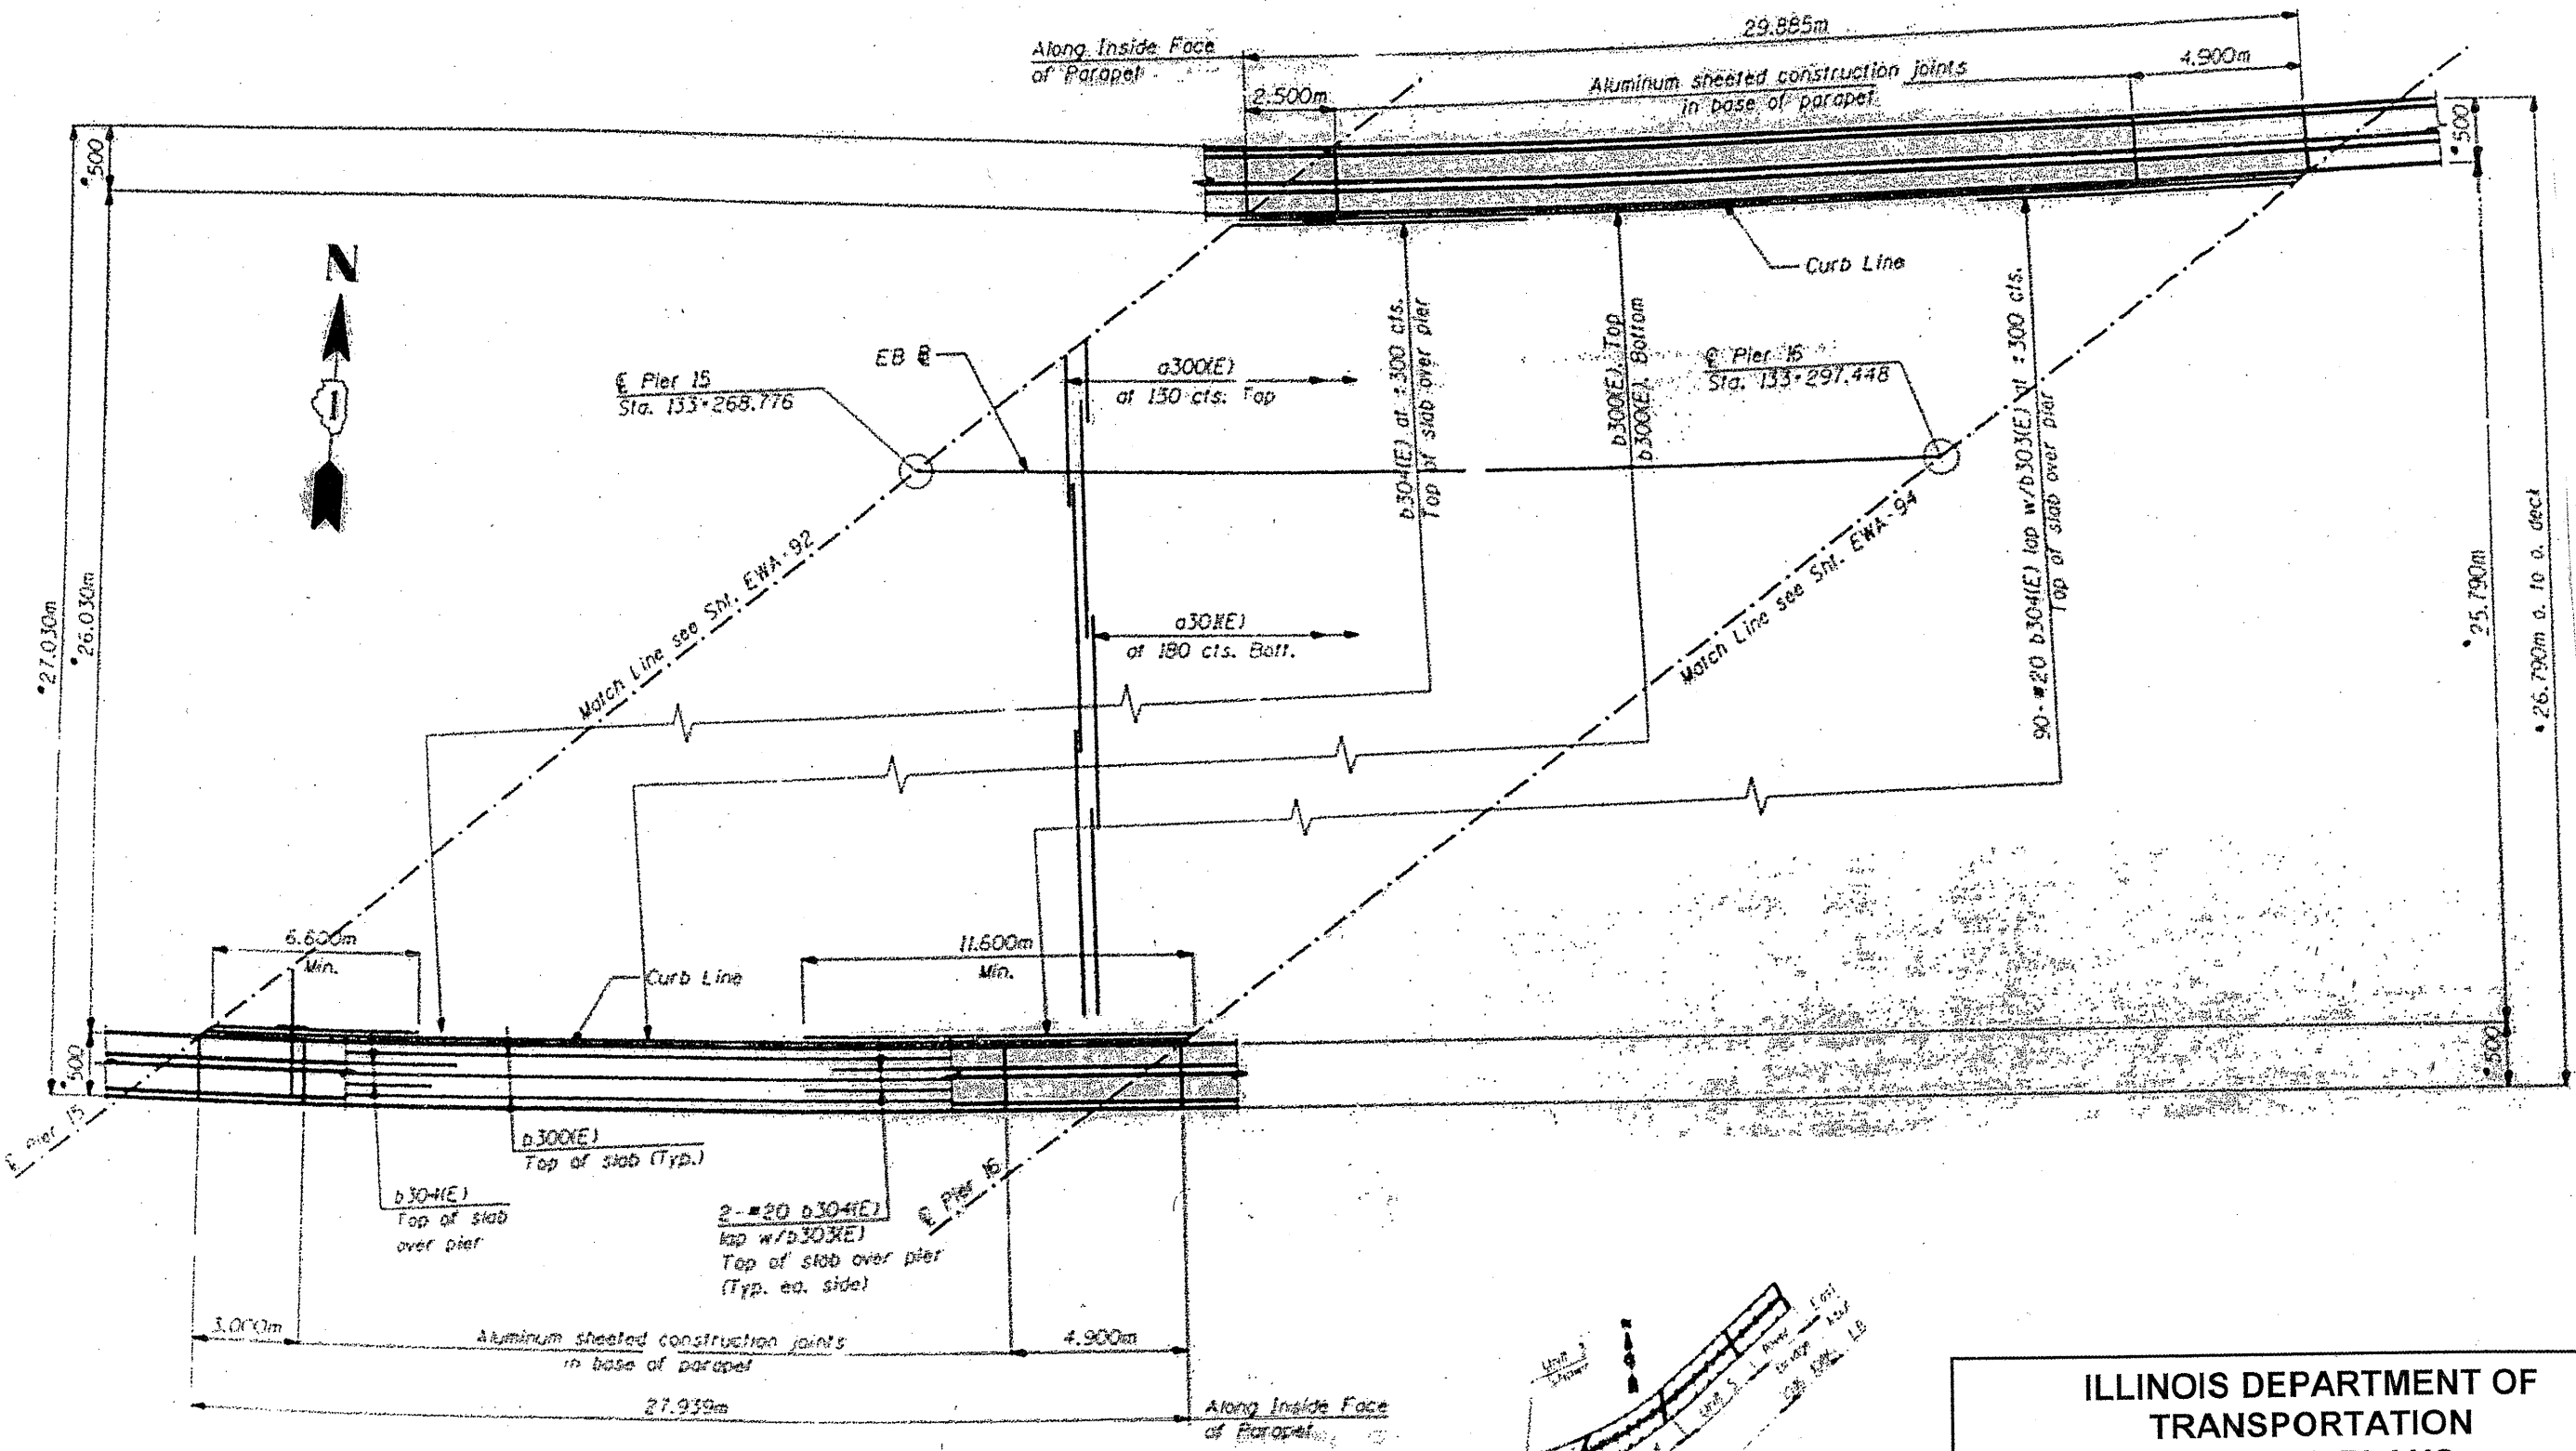 Along Inside Face
of Parapet
29.885m
2.500m
Aluminum sheeted construction joints
in base of parapet
4.900m
*500
*500
N
Curb Line
EB
℄ Pier 15
Sta. 133+268.776
a300(E)
at 130 cts. Top
b304(E) at ±300 cts.
Top of slab over pier
b300(E), Top
b300(E), Bottom
℄ Pier 16
Sta. 133+297.448
90-#20 b304(E) lap w/b303(E) at ±300 cts.
Top of slab over pier
Match Line see Sht. EWA-92
Match Line see Sht. EWA-94
*27.030m
*26.030m
*25.790m
*26.790m o. to o. deck
a301(E)
at 180 cts. Bott.
6.600m
Min.
11.600m
Min.
Curb Line
*500
*500
℄ Pier 15
b300(E)
Top of slab (Typ.)
b304(E)
Top of slab
over pier
2-#20 b304(E)
lap w/b303(E)
Top of slab over pier
(Typ. ea. side)
℄ Pier 16
3.000m
Aluminum sheeted construction joints
in base of parapet
4.900m
27.939m
Along Inside Face
of Parapet
Unit 5
ILLINOIS DEPARTMENT OF
TRANSPORTATION